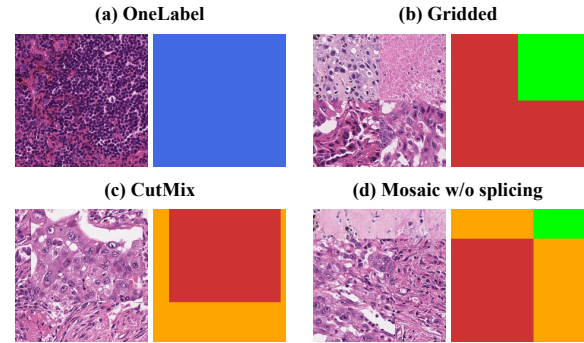 (a) OneLabel
(b) Gridded
(c) CutMix
(d) Mosaic w/o splicing